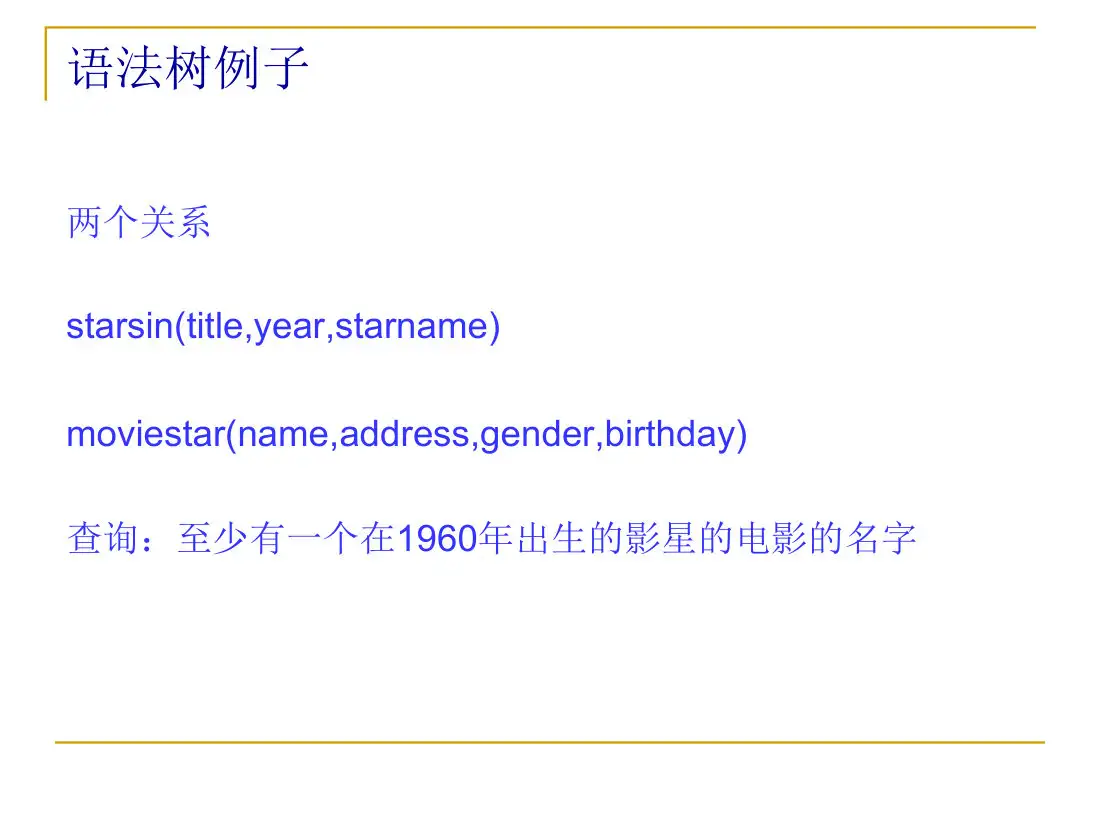 语法树例子
两个关系
starsin(title,year,starname)
moviestar(name,address,gender,birthday)
查询：至少有一个在1960年出生的影星的电影的名字